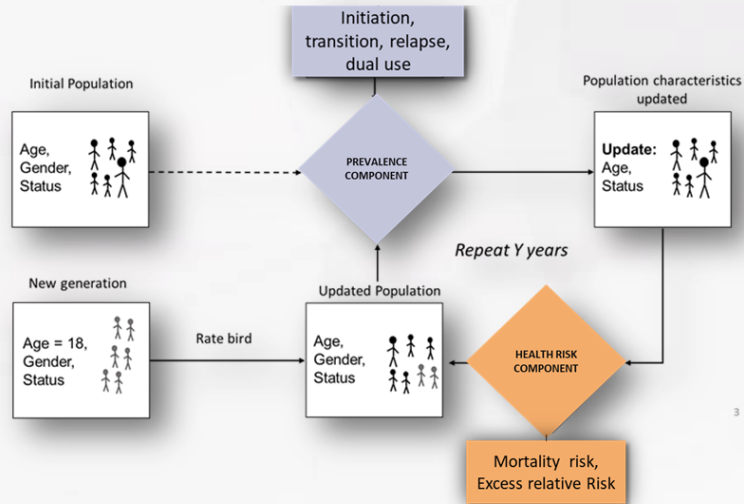 Initiation,
transition, relapse,
dual use
Initial Population
Age,
Gender,
Status
PREVALENCE
COMPONENT
Population characteristics
updated
Update:
Age,
Status
Repeat Y years
New generation
Age = 18,
Gender,
Status
Rate bird
Updated Population
Age,
Gender,
Status
HEALTH RISK
COMPONENT
3
Mortality risk,
Excess relative Risk